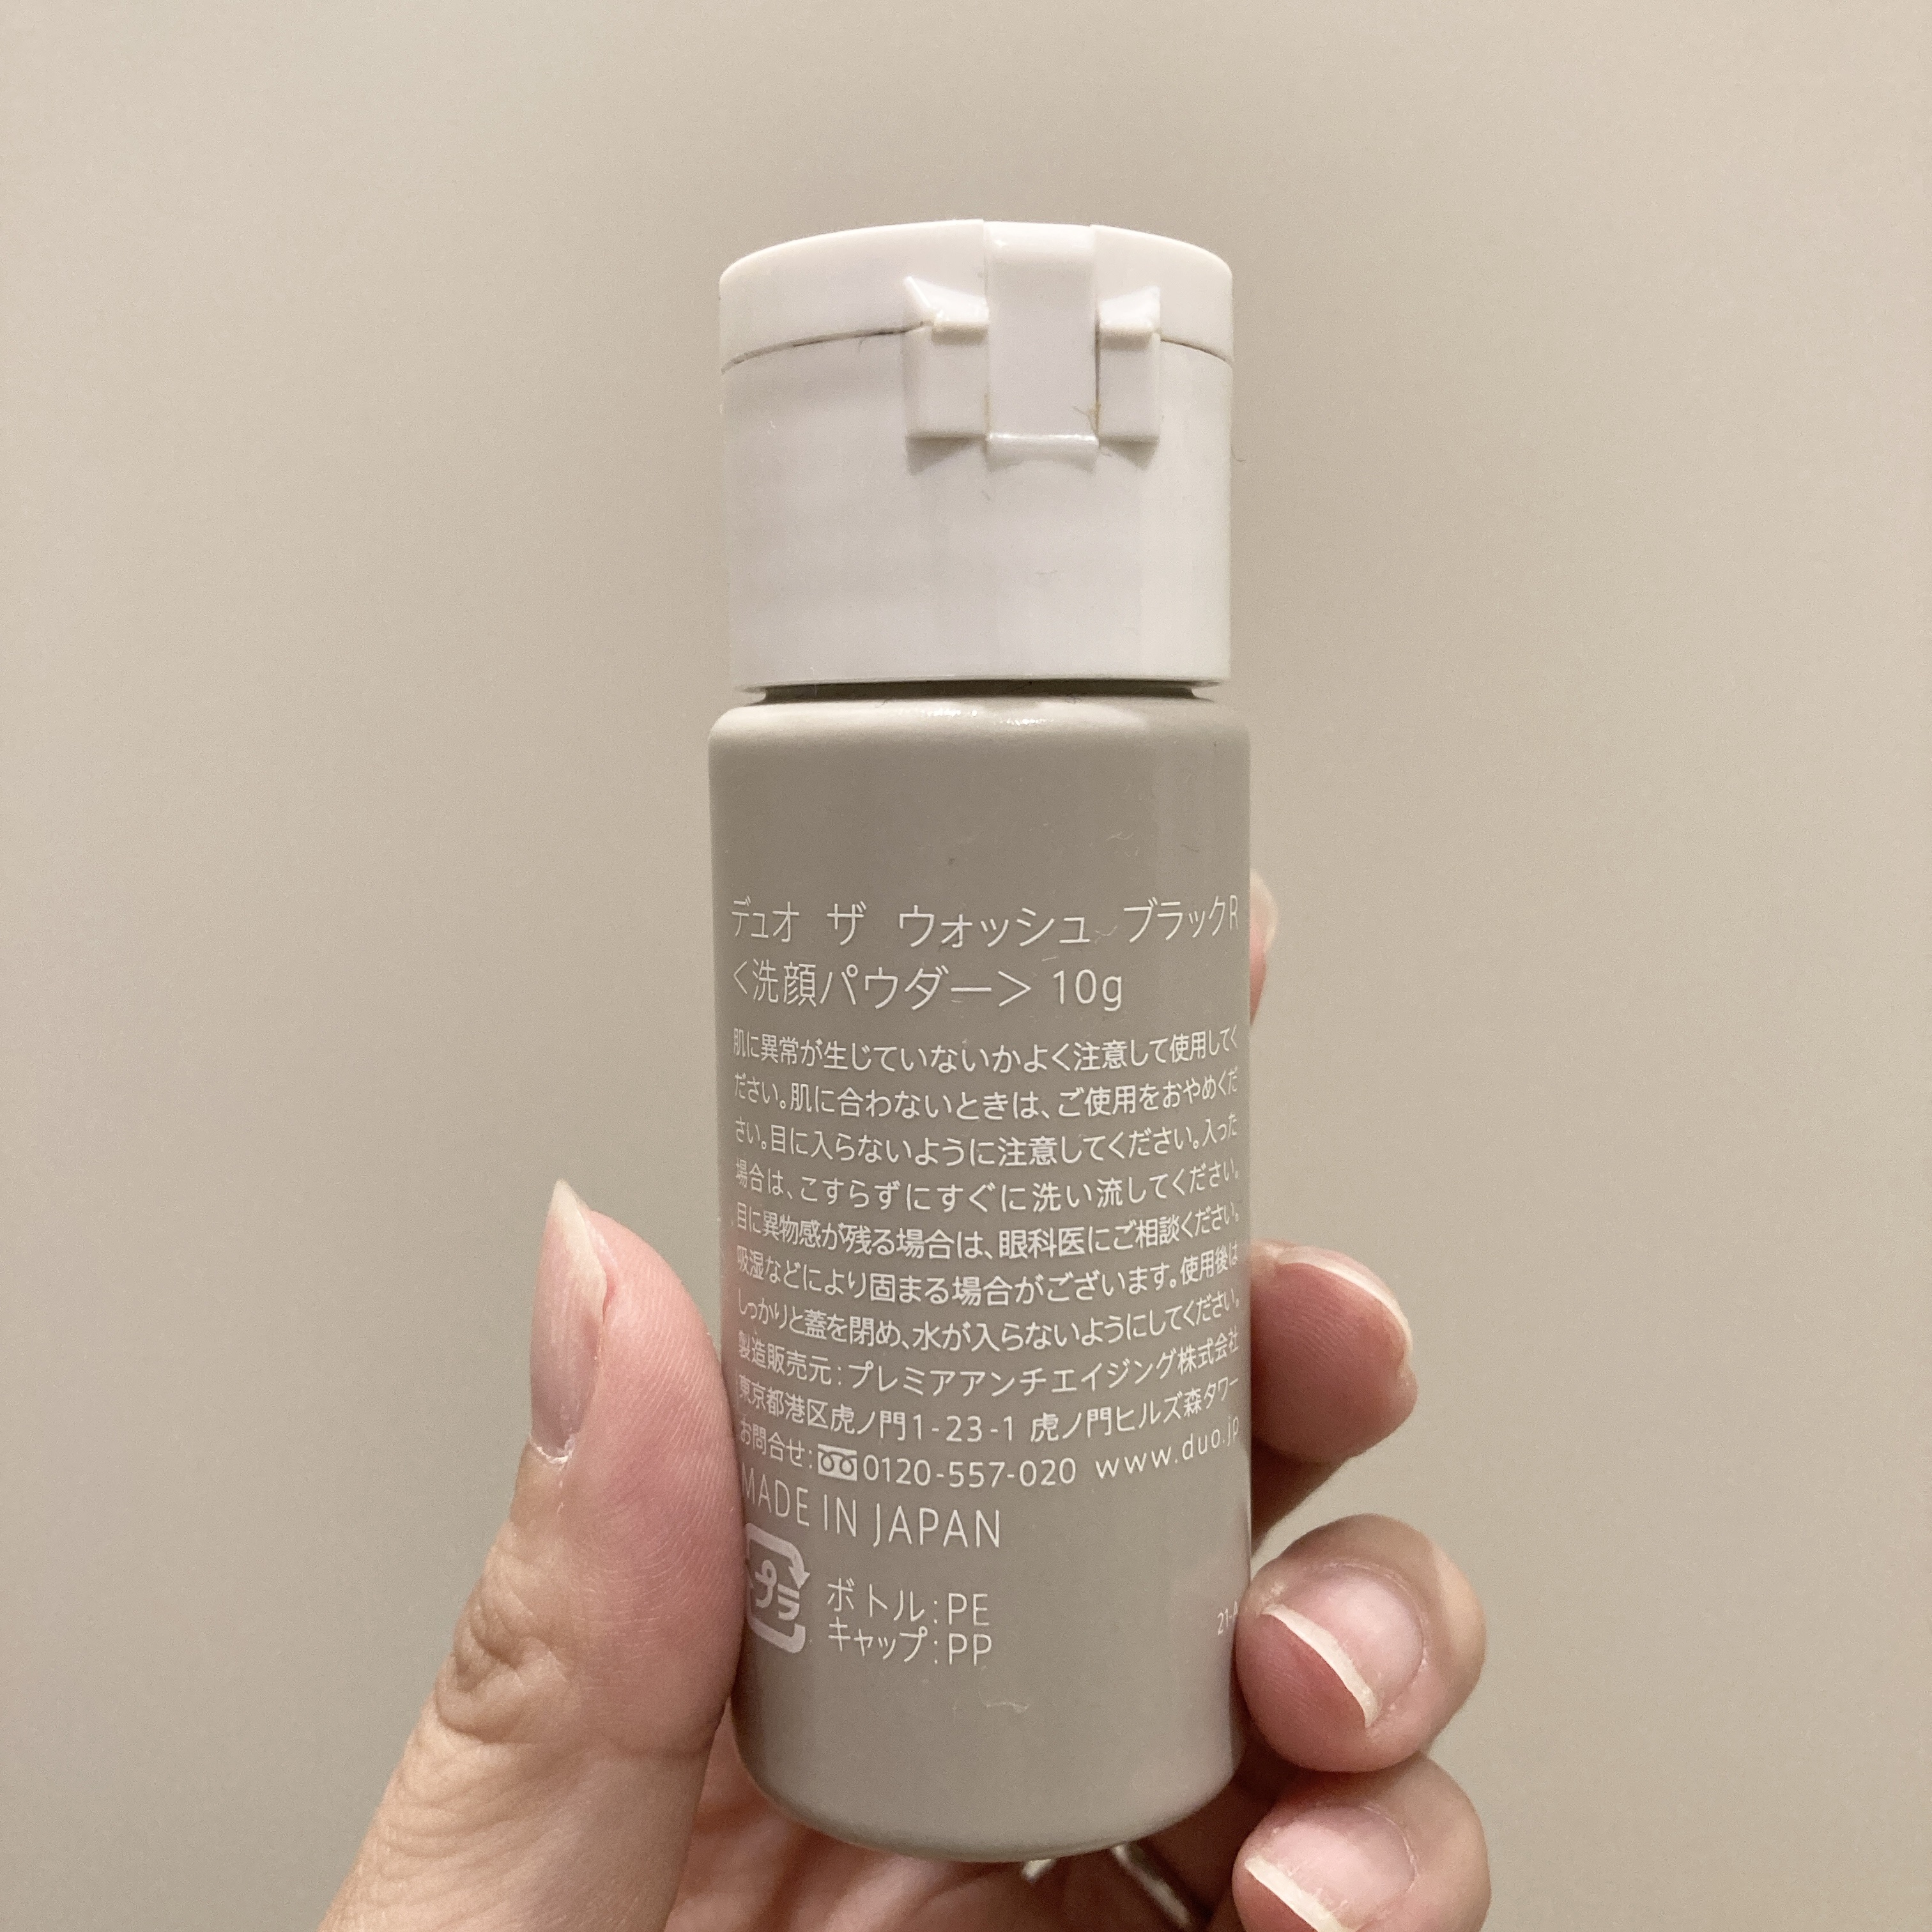 デュオ ザ ウォッシュ ブラックR
＜洗顔パウダー＞ 10g
肌に異常が生じていないかよく注意して使用してく
ださい。肌に合わないときは、ご使用をおやめくだ
さい。目に入らないように注意してください。入った
場合は、こすらずにすぐに洗い流してください。
目に異物感が残る場合は、眼科医にご相談ください。
吸湿などにより固まる場合がございます。使用後は
しっかりと蓋を閉め、水が入らないようにしてください。
製造販売元：プレミアアンチエイジング株式会社
東京都港区虎ノ門1-23-1 虎ノ門ヒルズ森タワー
お問合せ：0120-557-020 www.duo.jp
MADE IN JAPAN
プラ
ボトル：PE
キャップ：PP